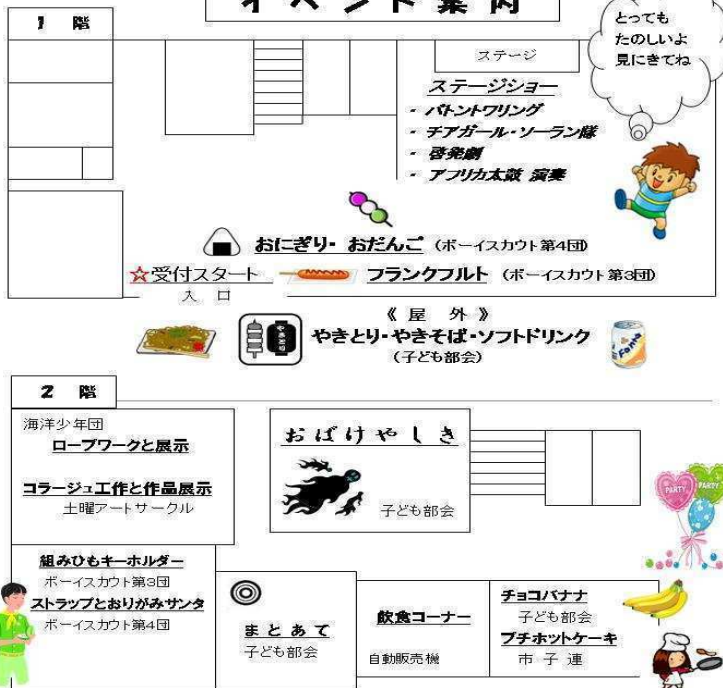 イベント案内
1 階
とっても
たのしいよ
見にきてね
ステージ
ステージショー
・ バトントワリング
・ チアガール・ソーラン隊
・ 啓発劇
・ アフリカ太鼓 演奏
おにぎり・おだんご (ボーイスカウト第4団)
☆受付スタート
フランクフルト (ボーイスカウト第3団)
入 口
《 屋 外 》
やきとり・やきそば・ソフトドリンク
(子ども部会)
Fanta
2 階
海洋少年団
ロープワークと展示
コラージュ工作と作品展示
土曜アートサークル
おばけやしき
子ども部会
PARTY
PARTY
組みひもキーホルダー
ボーイスカウト第3団
ストラップとおりがみサンタ
ボーイスカウト第4団
まとあて
子ども部会
飲食コーナー
自動販売機
チョコバナナ
子ども部会
プチホットケーキ
市 子 連